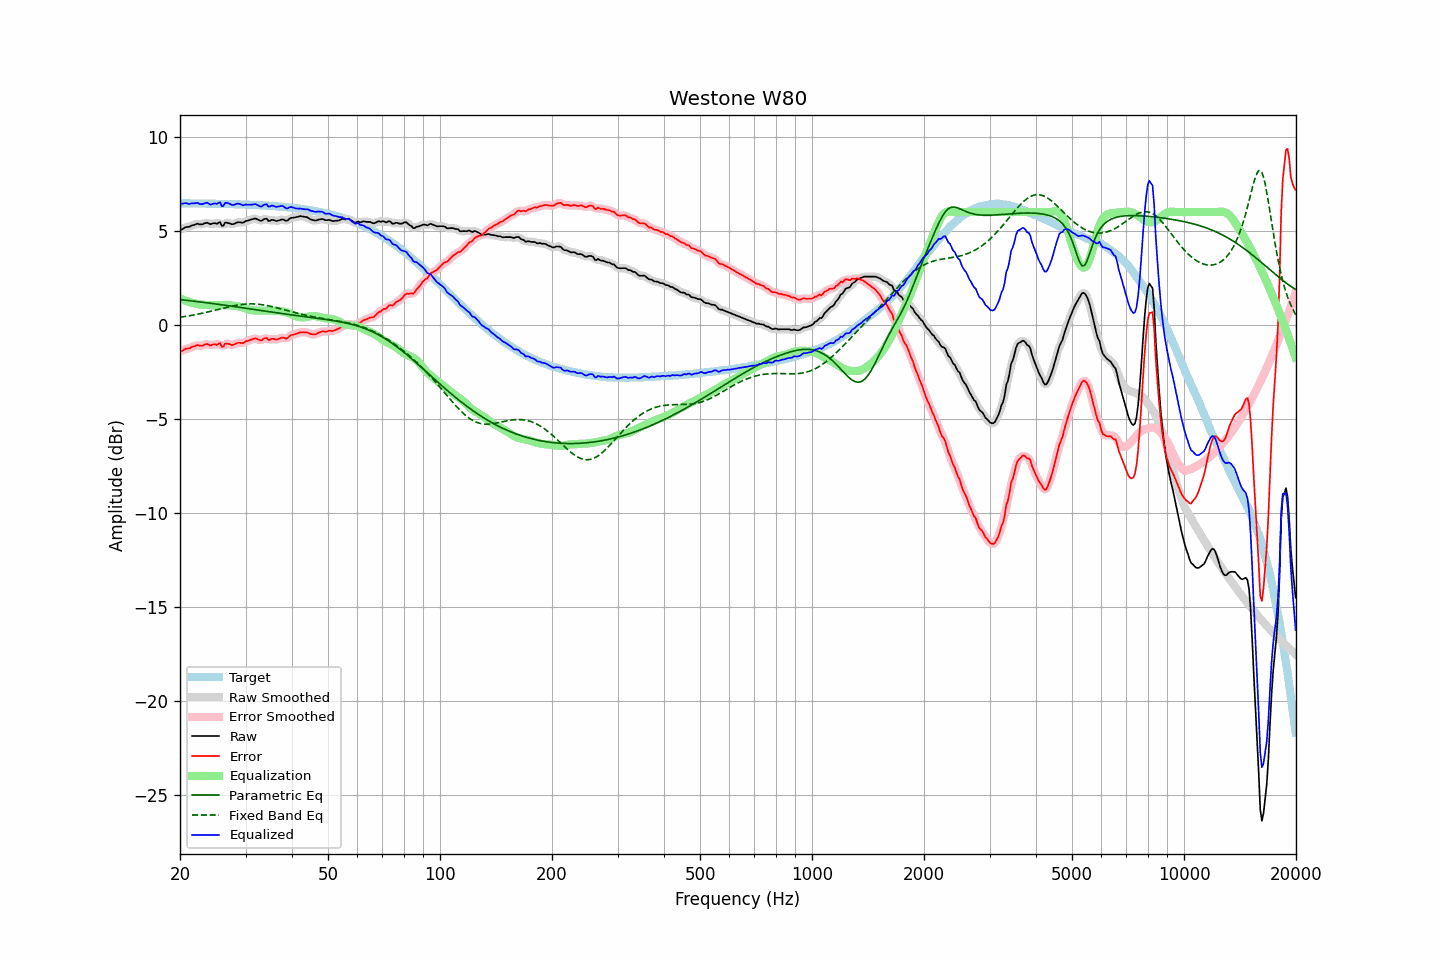 Westone W80
10
5
0
−5
−10
−15
−20
−25
Amplitude (dBr)
Target
Raw Smoothed
Error Smoothed
Raw
Error
Equalization
Parametric Eq
Fixed Band Eq
Equalized
20 50 100 200 500 1000 2000 5000 10000 20000
Frequency (Hz)